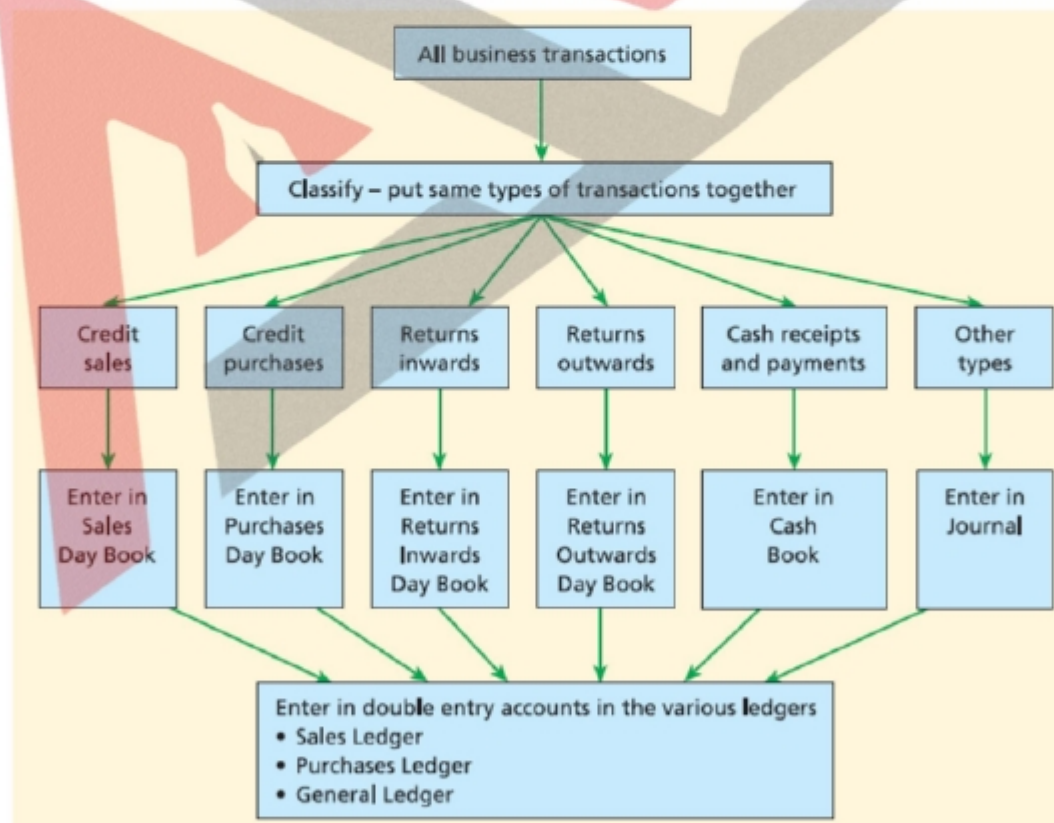 All business transactions
Classify – put same types of transactions together
Credit
sales
Credit
purchases
Returns
inwards
Returns
outwards
Cash receipts
and payments
Other
types
Enter in
Sales
Day Book
Enter in
Purchases
Day Book
Enter in
Returns
Inwards
Day Book
Enter in
Returns
Outwards
Day Book
Enter in
Cash
Book
Enter in
Journal
Enter in double entry accounts in the various ledgers
• Sales Ledger
• Purchases Ledger
• General Ledger